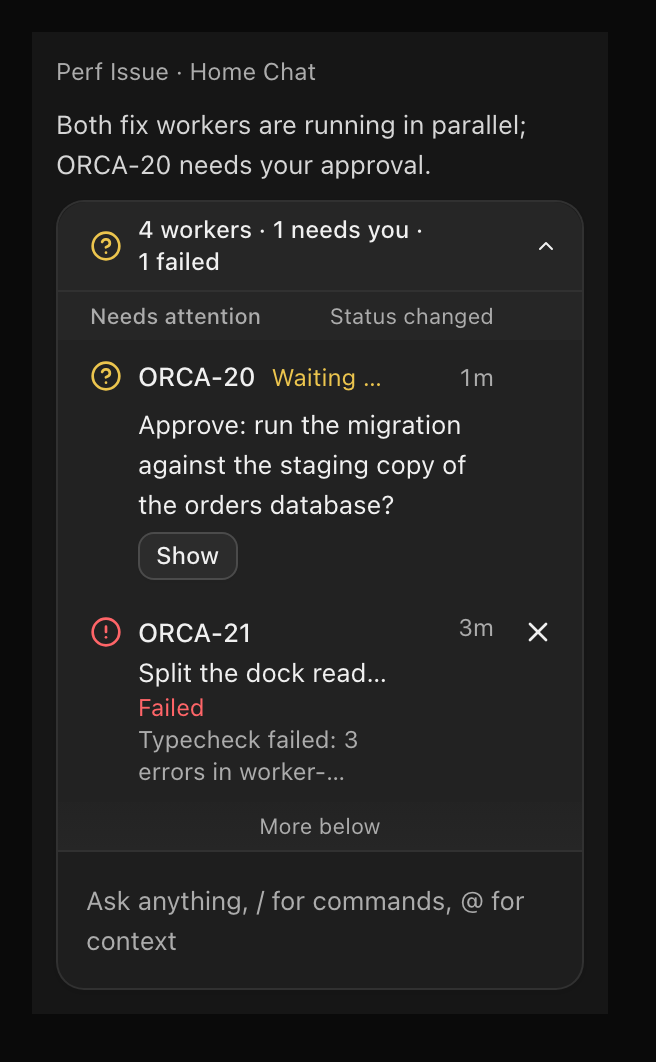 Perf Issue · Home Chat
Both fix workers are running in parallel;
ORCA-20 needs your approval.
4 workers · 1 needs you ·
1 failed
Needs attention Status changed
ORCA-20 Waiting ... 1m
Approve: run the migration
against the staging copy of
the orders database?
Show
ORCA-21 3m
Split the dock read...
Failed
Typecheck failed: 3
errors in worker-...
More below
Ask anything, / for commands, @ for
context